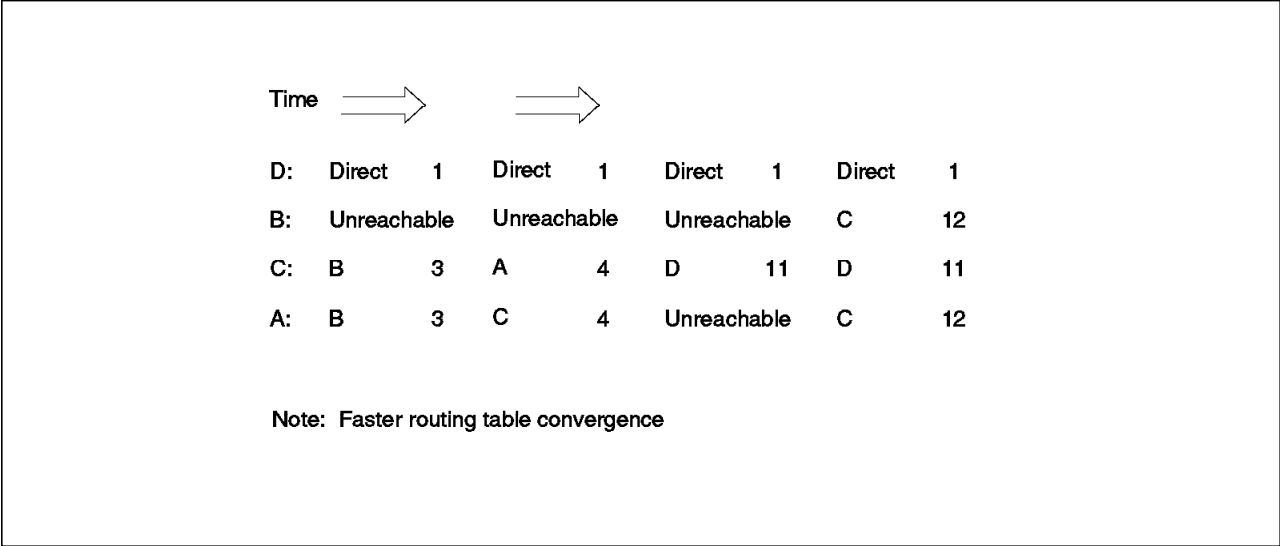 Time
D: Direct 1 Direct 1 Direct 1 Direct 1
B: Unreachable Unreachable Unreachable C 12
C: B 3 A 4 D 11 D 11
A: B 3 C 4 Unreachable C 12
Note: Faster routing table convergence